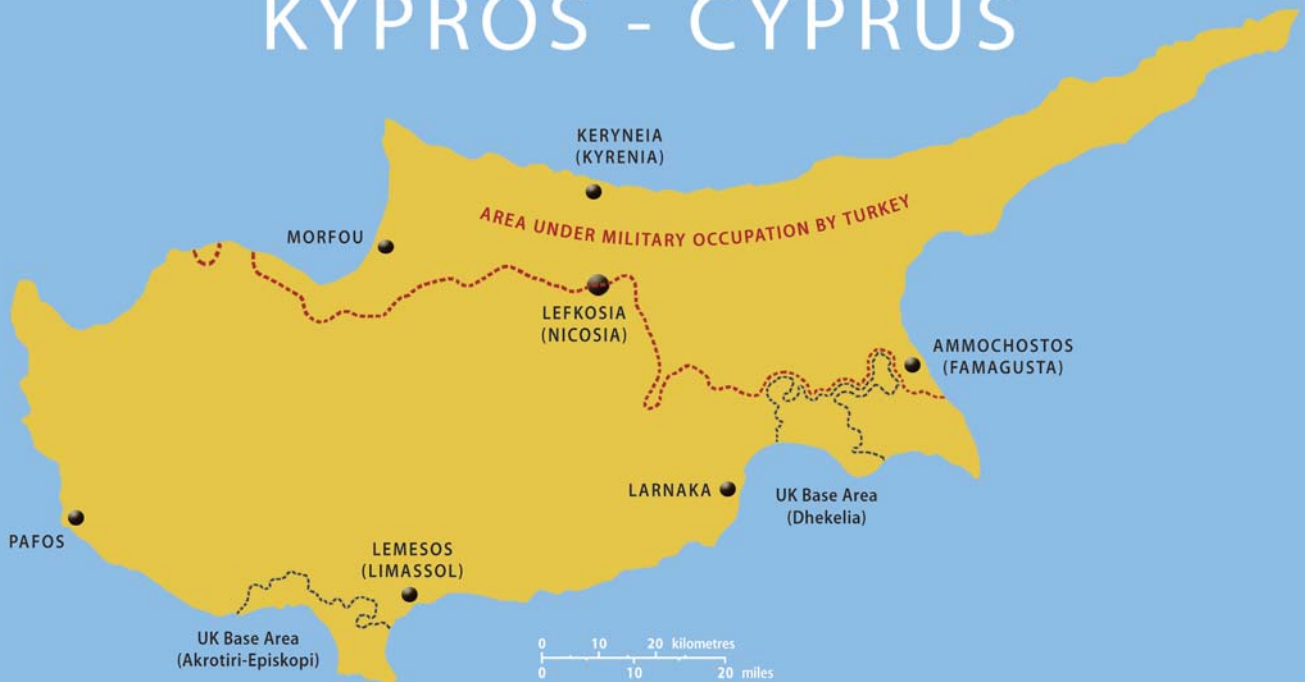 KYPROS - CYPRUS
KERYNEIA
(KYRENIA)
AREA UNDER MILITARY OCCUPATION BY TURKEY
MORFOU
LEFKOSIA
(NICOSIA)
AMMOCHOSTOS
(FAMAGUSTA)
LARNAKA
UK Base Area
(Dhekelia)
PAFOS
LEMESOS
(LIMASSOL)
UK Base Area
(Akrotiri-Episkopi)
0 10 20 kilometres
0 10 20 miles